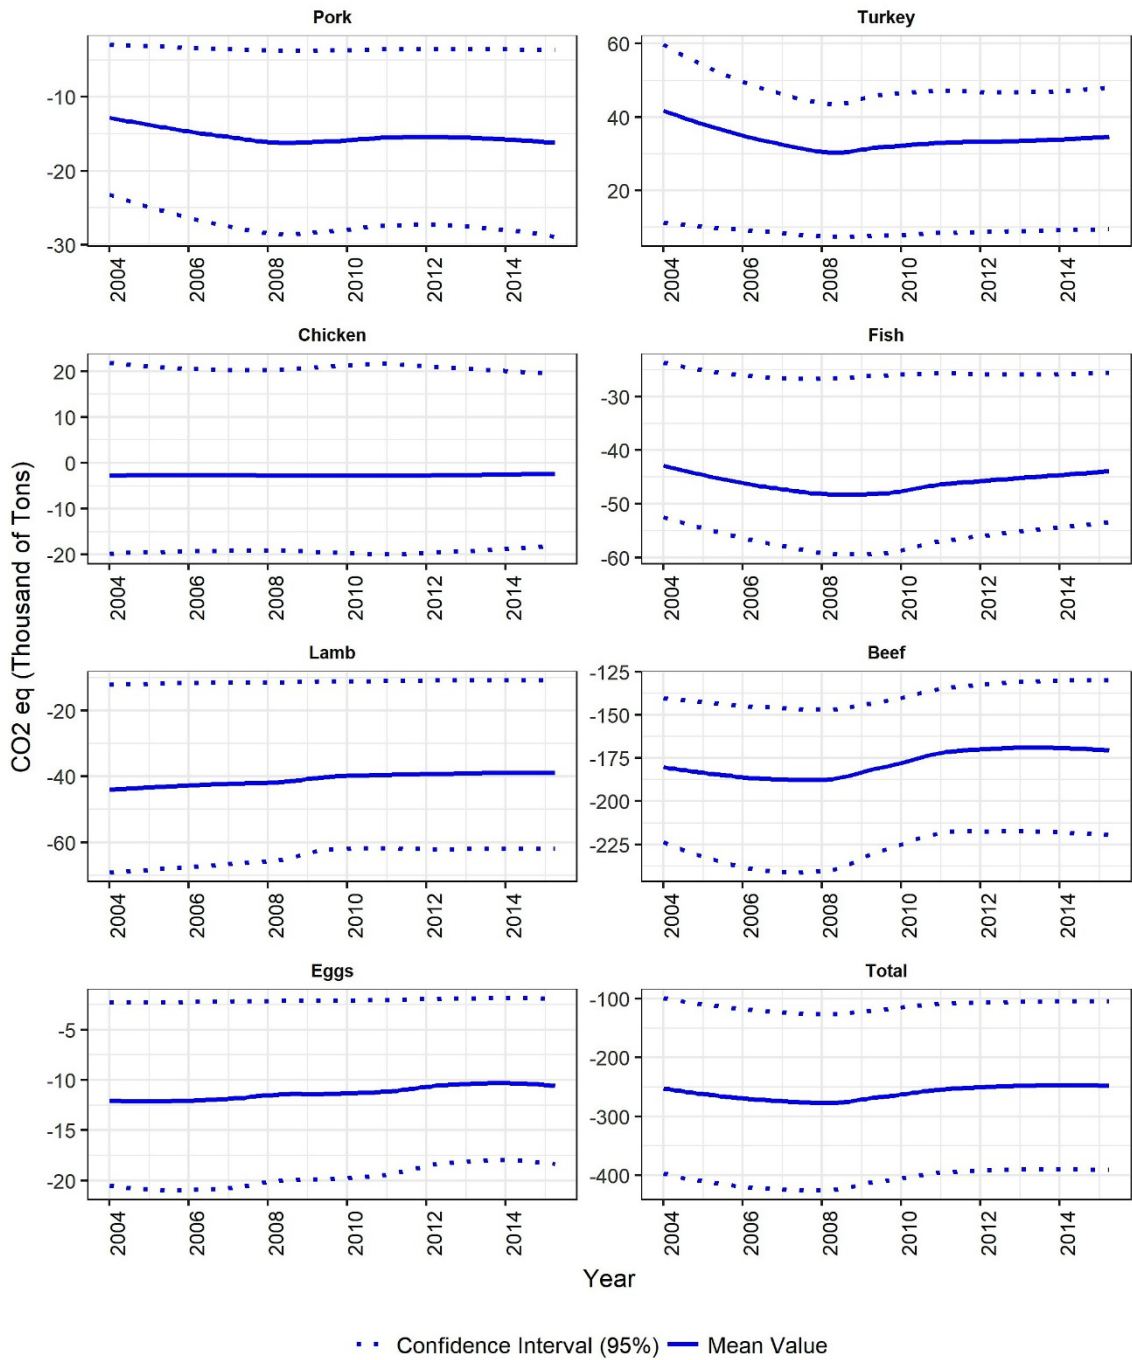 Pork
-10
-20
-30
2004 2006 2008 2010 2012 2014
Turkey
60
40
20
2004 2006 2008 2010 2012 2014
Chicken
20
10
0
-10
-20
2004 2006 2008 2010 2012 2014
Fish
-30
-40
-50
-60
2004 2006 2008 2010 2012 2014
CO2 eq (Thousand of Tons)
Lamb
-20
-40
-60
2004 2006 2008 2010 2012 2014
Beef
-125
-150
-175
-200
-225
2004 2006 2008 2010 2012 2014
Eggs
-5
-10
-15
-20
2004 2006 2008 2010 2012 2014
Total
-100
-200
-300
-400
2004 2006 2008 2010 2012 2014
Year
Confidence Interval (95%) Mean Value